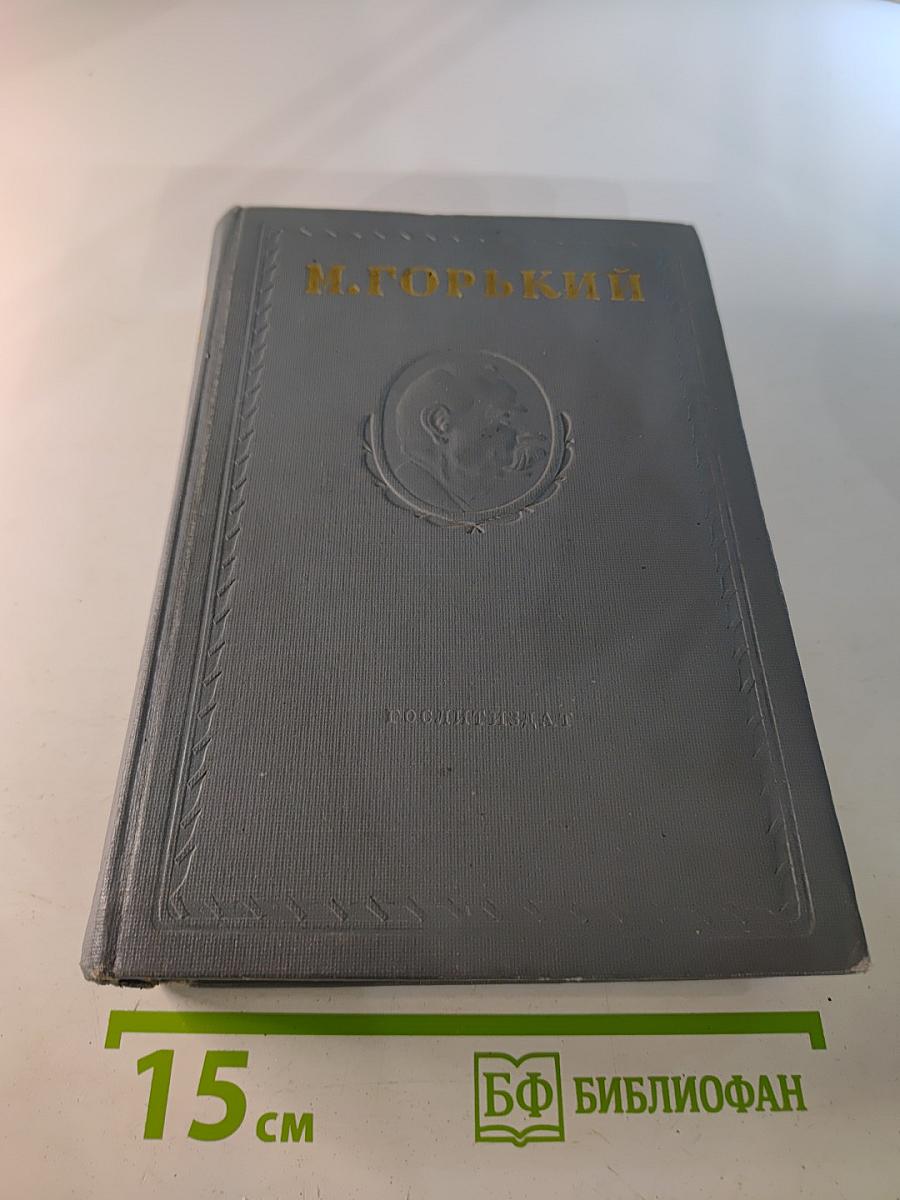 М.ГОРЬКИЙ
ГОСЛИТИЗДАТ
15 см
БФ БИБЛИОФАН